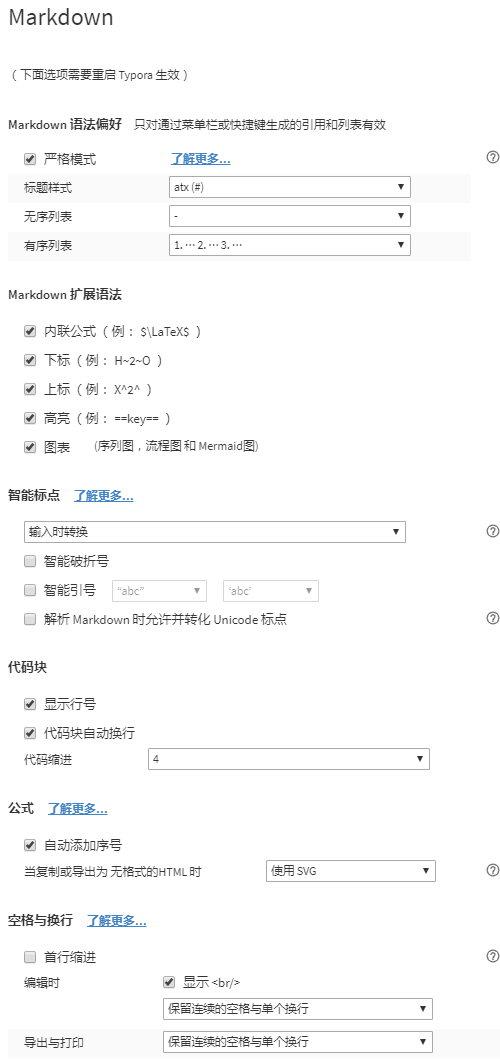 Markdown
（下面选项需要重启 Typora 生效）
Markdown 语法偏好 只对通过菜单栏或快捷键生成的引用和列表有效
严格模式 了解更多...
标题样式 atx (#)
无序列表 -
有序列表 1. ⋯ 2. ⋯ 3. ⋯
Markdown 扩展语法
内联公式（例： $\LaTeX$ ）
下标（例： H~2~O ）
上标（例： X^2^ ）
高亮（例： ==key== ）
图表 (序列图，流程图 和 Mermaid图)
智能标点 了解更多...
输入时转换
智能破折号
智能引号 “abc” ‘abc’
解析 Markdown 时允许并转化 Unicode 标点
代码块
显示行号
代码块自动换行
代码缩进 4
公式 了解更多...
自动添加序号
当复制或导出为 无格式的HTML 时 使用 SVG
空格与换行 了解更多...
首行缩进
编辑时 显示 <br/>
保留连续的空格与单个换行
导出与打印 保留连续的空格与单个换行